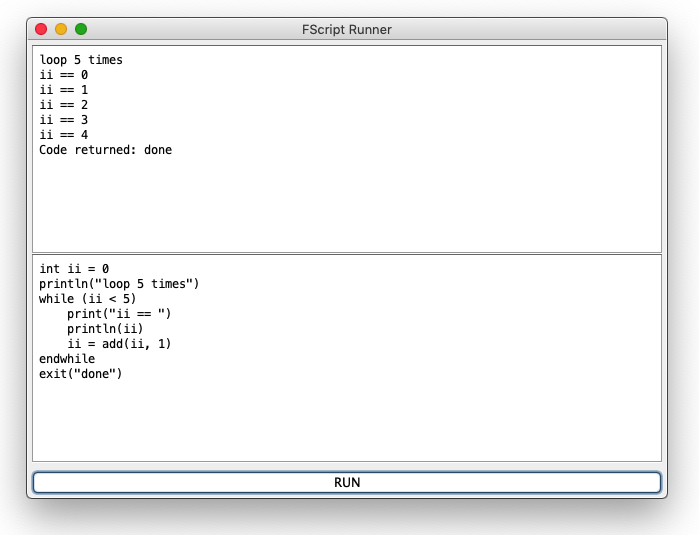 FScript Runner
loop 5 times
ii == 0
ii == 1
ii == 2
ii == 3
ii == 4
Code returned: done
int ii = 0
println("loop 5 times")
while (ii < 5)
    print("ii == ")
    println(ii)
    ii = add(ii, 1)
endwhile
exit("done")
RUN